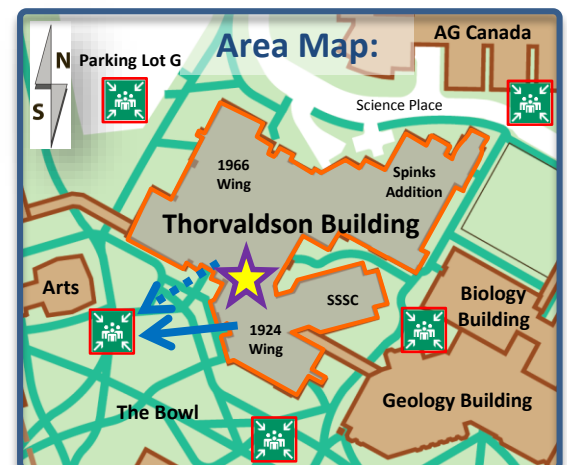 Area Map:
AG Canada
N
Parking Lot G
S
Science Place
1966
Wing
Spinks
Addition
Thorvaldson Building
Arts
SSSC
Biology
Building
1924
Wing
The Bowl
Geology Building